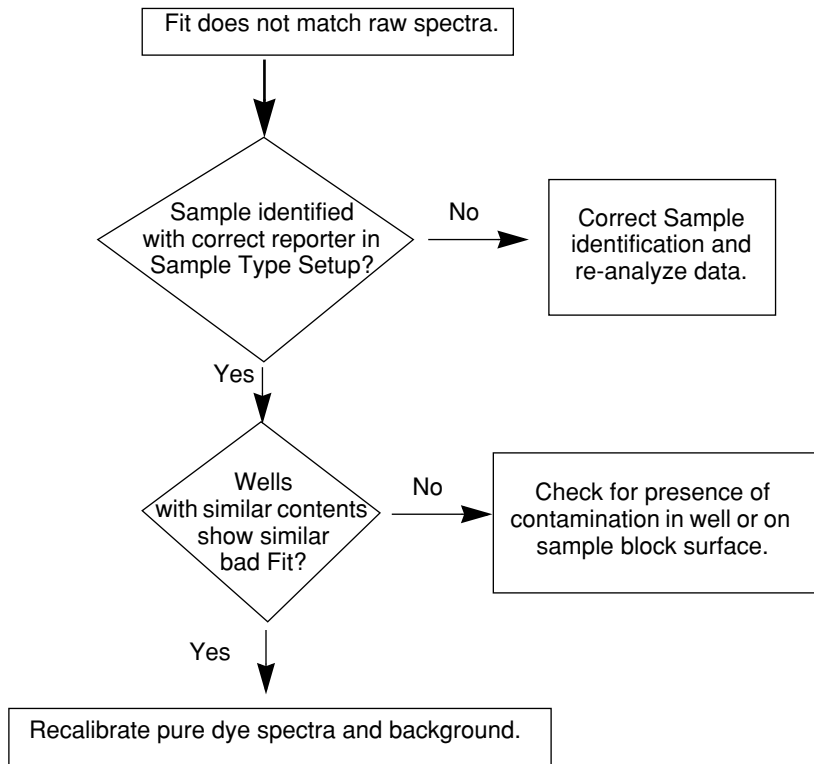 Fit does not match raw spectra.
Sample identified
with correct reporter in
Sample Type Setup?
No
Correct Sample
identification and
re-analyze data.
Yes
Wells
with similar contents
show similar
bad Fit?
No
Check for presence of
contamination in well or on
sample block surface.
Yes
Recalibrate pure dye spectra and background.